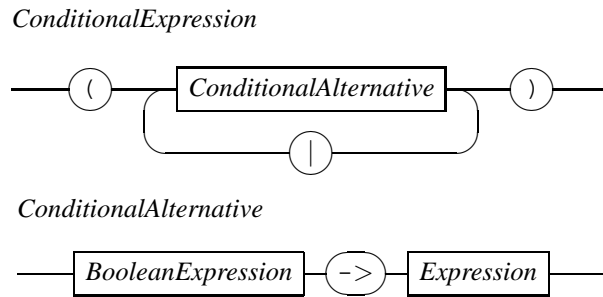 ConditionalExpression
( ConditionalAlternative )
|
ConditionalAlternative
BooleanExpression -> Expression